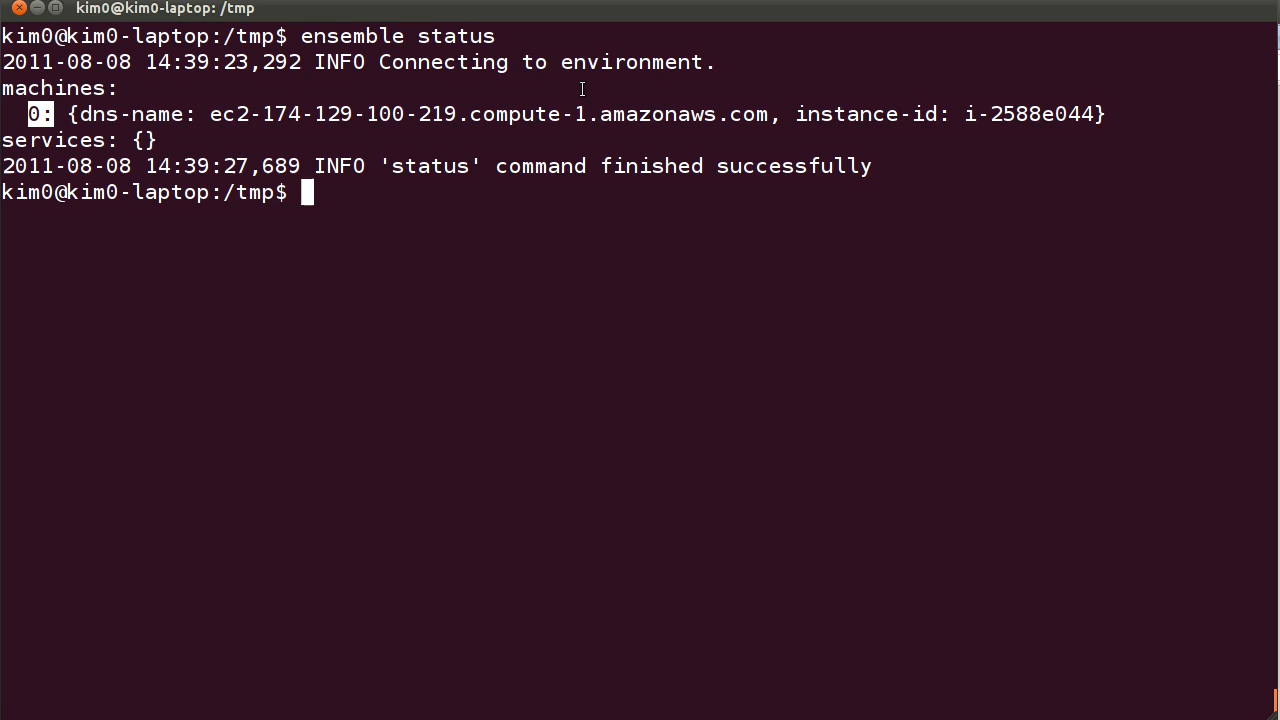 kim0@kim0-laptop: /tmp
kim0@kim0-laptop:/tmp$ ensemble status
2011-08-08 14:39:23,292 INFO Connecting to environment.
machines:
  0: {dns-name: ec2-174-129-100-219.compute-1.amazonaws.com, instance-id: i-2588e044}
services: {}
2011-08-08 14:39:27,689 INFO 'status' command finished successfully
kim0@kim0-laptop:/tmp$